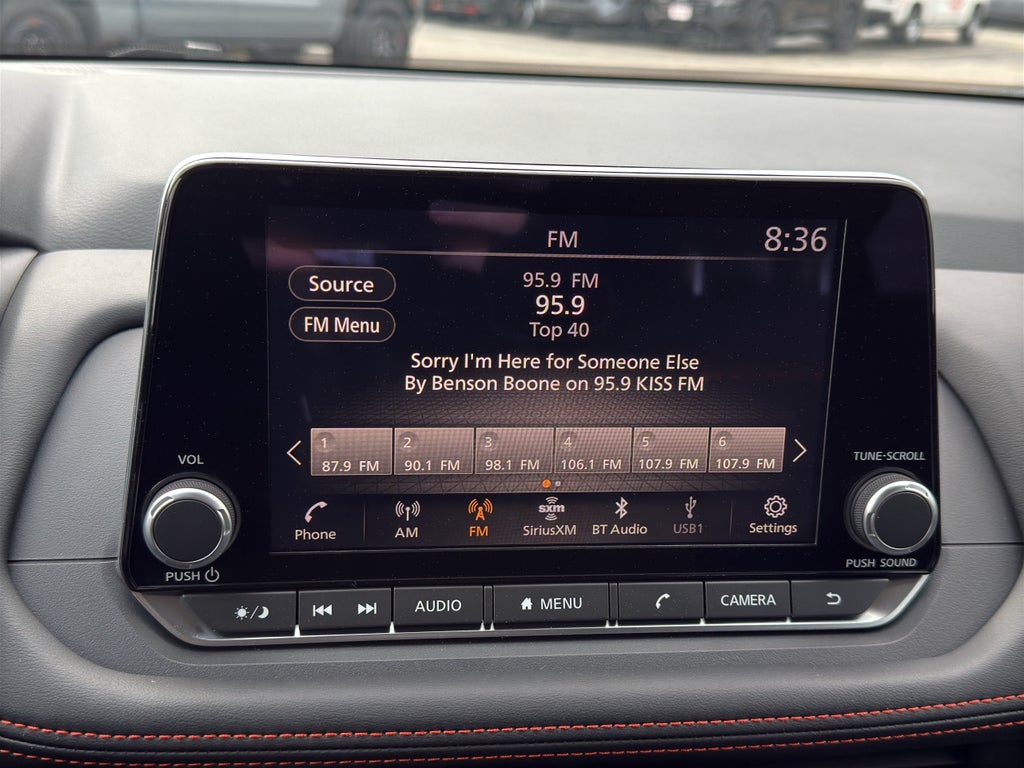 FM
8:36
Source
95.9 FM
95.9
FM Menu
Top 40
Sorry I'm Here for Someone Else
By Benson Boone on 95.9 KISS FM
1 2 3 4 5 6
87.9 FM 90.1 FM 98.1 FM 106.1 FM 107.9 FM 107.9 FM
VOL
TUNE-SCROLL
sxm
Phone AM FM SiriusXM BT Audio USB1 Settings
PUSH
PUSH SOUND
AUDIO MENU CAMERA